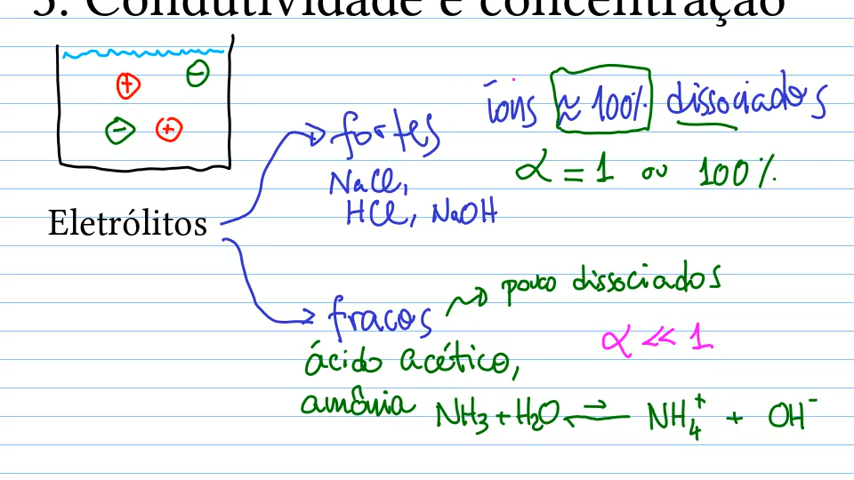 5. Condutividade e concentração
íons ≈ 100% dissociados
fortes
α = 1 ou 100%.
NaCl,
HCl, NaOH
Eletrólitos
pouco dissociados
fracos
α << 1
ácido acético,
amônia NH3 + H2O ⇌ NH4+ + OH-